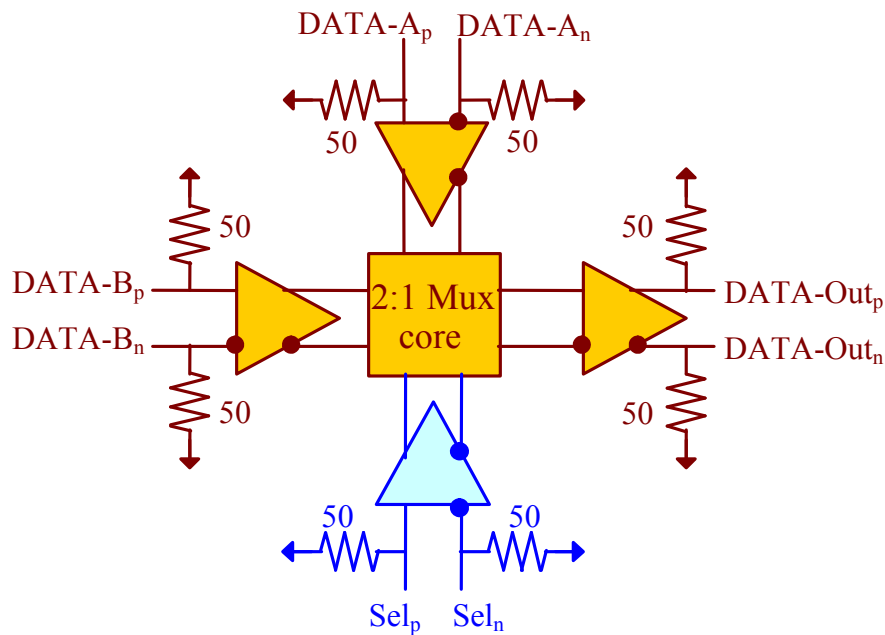 DATA-Ap DATA-An
50 50
50 50
DATA-Bp 2:1 Mux DATA-Outp
DATA-Bn core DATA-Outn
50 50
50 50
Selp Seln